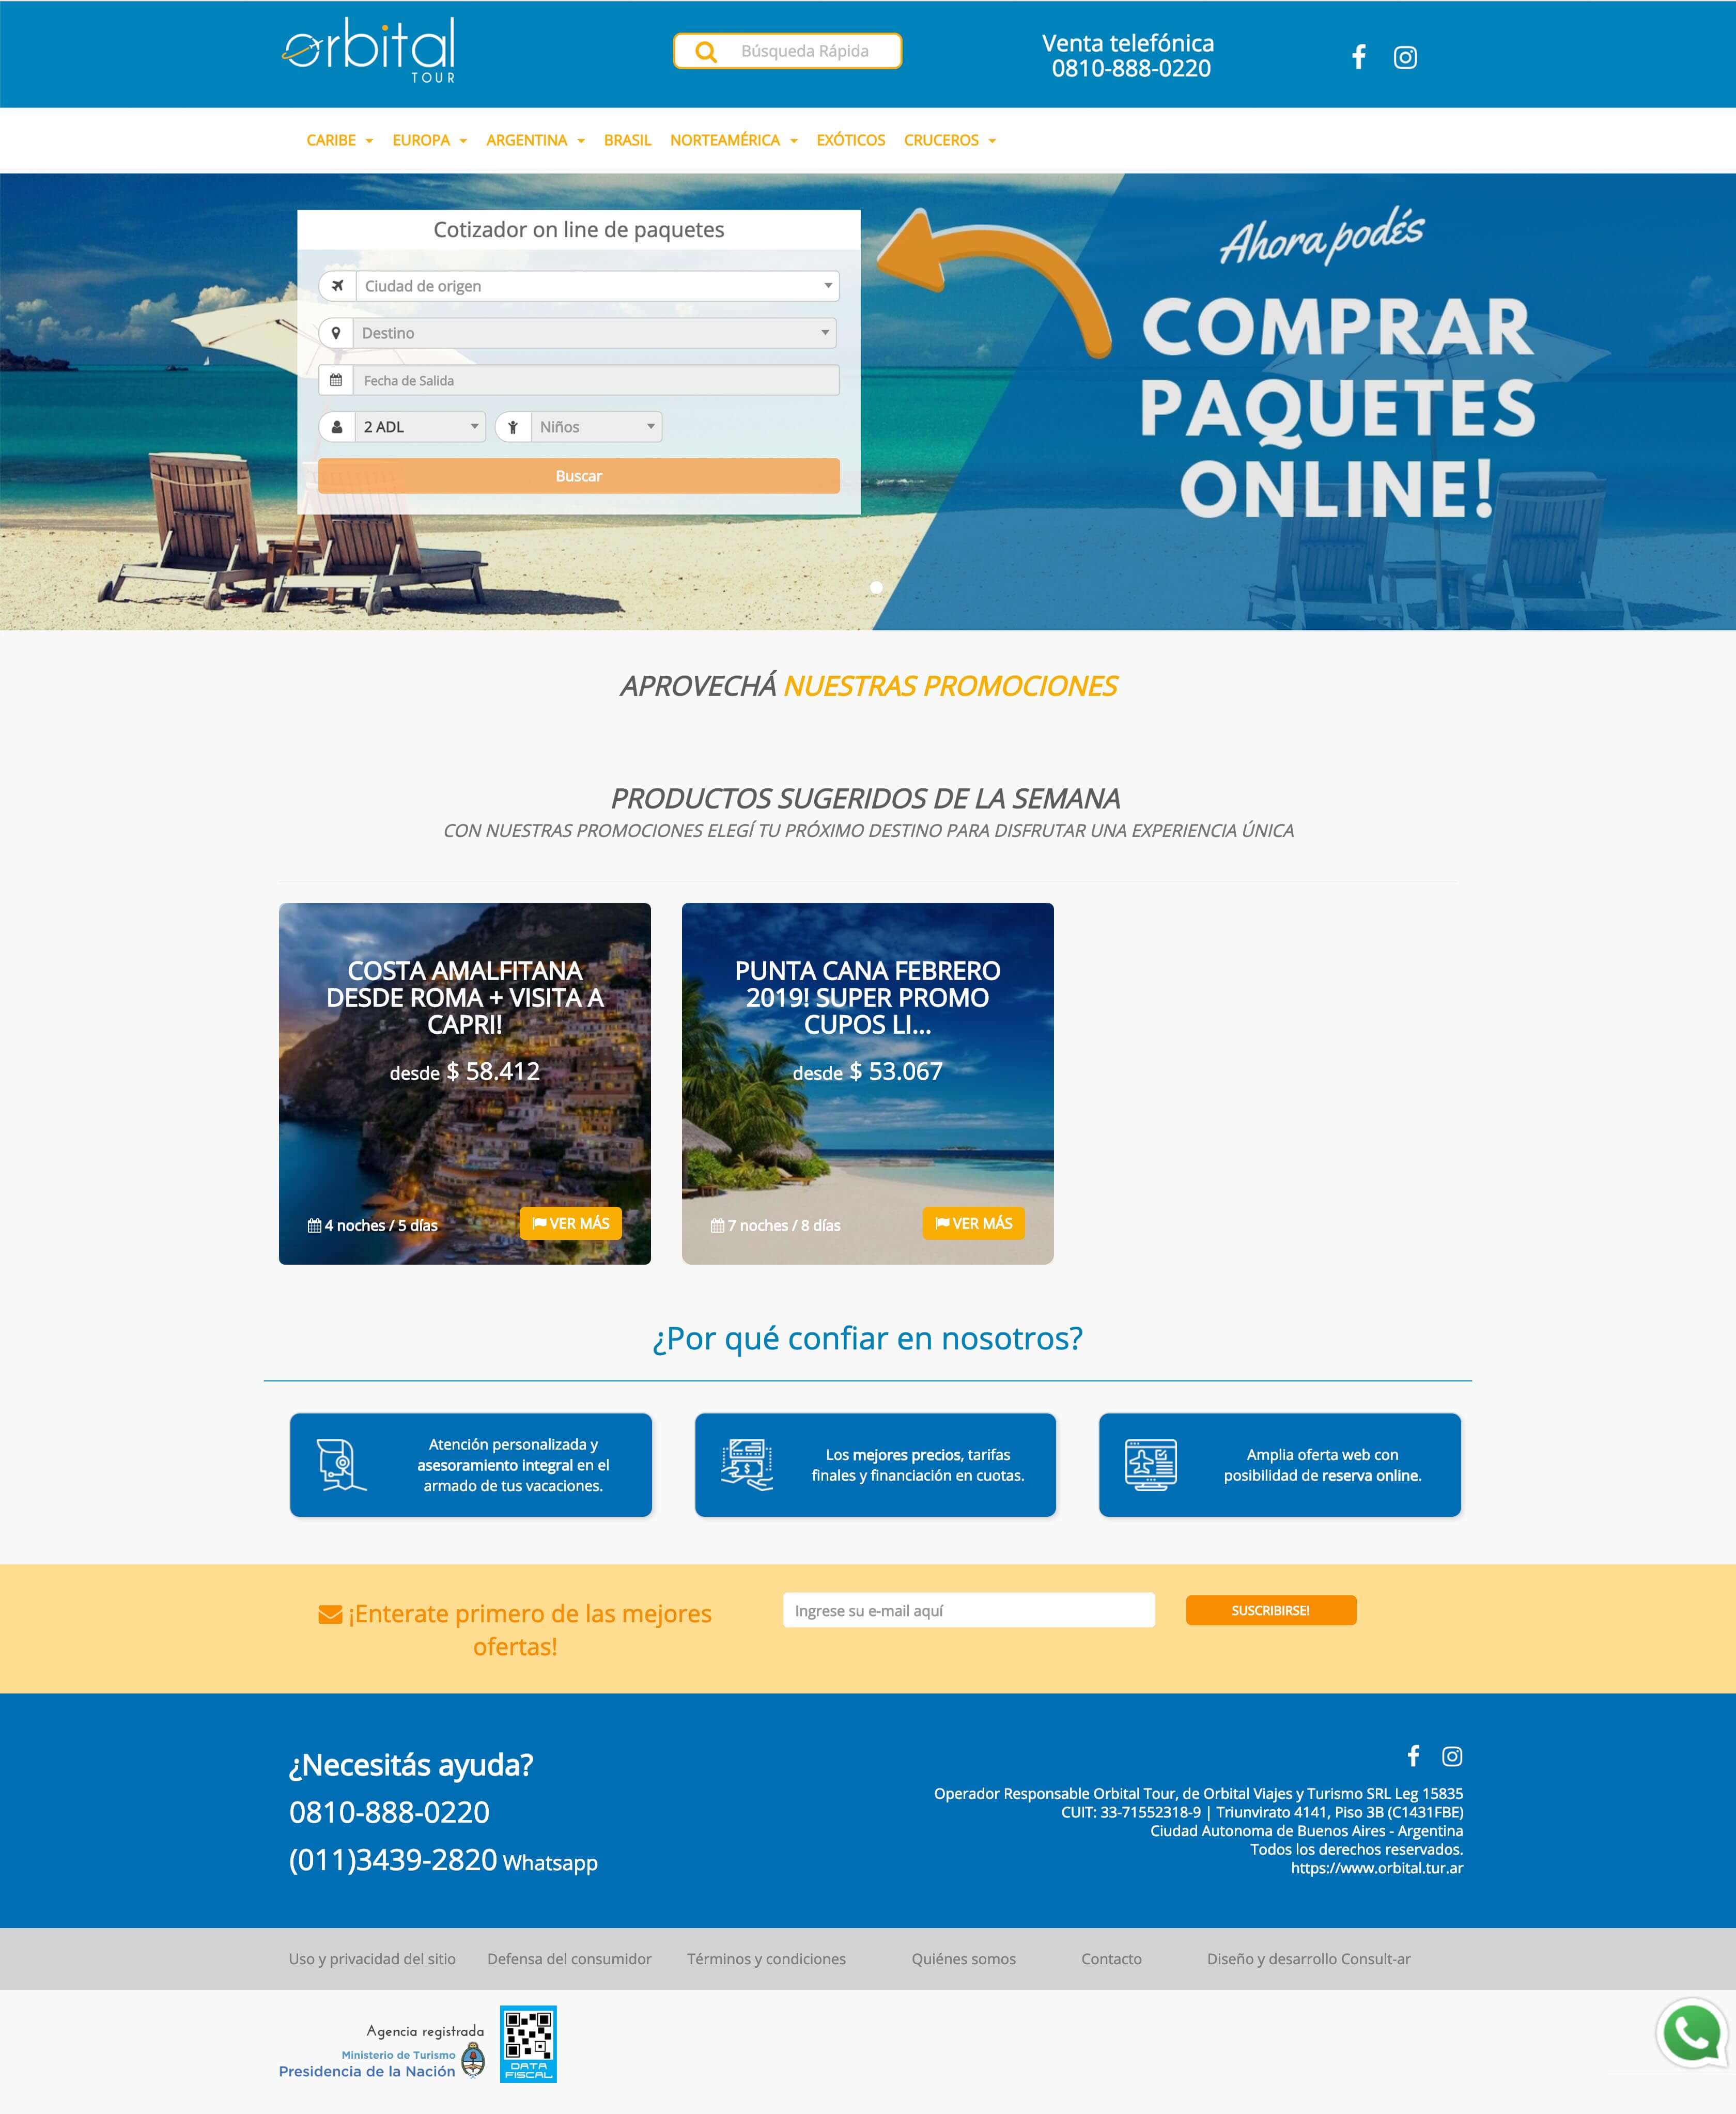 orbital
TOUR
Búsqueda Rápida
Venta telefónica
0810-888-0220
CARIBE EUROPA ARGENTINA BRASIL NORTEAMÉRICA EXÓTICOS CRUCEROS
Cotizador on line de paquetes
Ciudad de origen
Destino
Fecha de Salida
2 ADL Niños
Buscar
Ahora podés
COMPRAR
PAQUETES
ONLINE!
APROVECHÁ NUESTRAS PROMOCIONES
PRODUCTOS SUGERIDOS DE LA SEMANA
CON NUESTRAS PROMOCIONES ELEGÍ TU PRÓXIMO DESTINO PARA DISFRUTAR UNA EXPERIENCIA ÚNICA
COSTA AMALFITANA
DESDE ROMA + VISITA A
CAPRI!
desde $ 58.412
4 noches / 5 días
VER MÁS
PUNTA CANA FEBRERO
2019! SUPER PROMO
CUPOS LI...
desde $ 53.067
7 noches / 8 días
VER MÁS
¿Por qué confiar en nosotros?
Atención personalizada y
asesoramiento integral en el
armado de tus vacaciones.
Los mejores precios, tarifas
finales y financiación en cuotas.
Amplia oferta web con
posibilidad de reserva online.
¡Enterate primero de las mejores
ofertas!
Ingrese su e-mail aquí
SUSCRIBIRSE!
¿Necesitás ayuda?
0810-888-0220
(011)3439-2820 Whatsapp
Operador Responsable Orbital Tour, de Orbital Viajes y Turismo SRL Leg 15835
CUIT: 33-71552318-9 | Triunvirato 4141, Piso 3B (C1431FBE)
Ciudad Autonoma de Buenos Aires - Argentina
Todos los derechos reservados.
https://www.orbital.tur.ar
Uso y privacidad del sitio Defensa del consumidor Términos y condiciones Quiénes somos Contacto Diseño y desarrollo Consult-ar
Agencia registrada
Ministerio de Turismo
Presidencia de la Nación
DATA
FISCAL